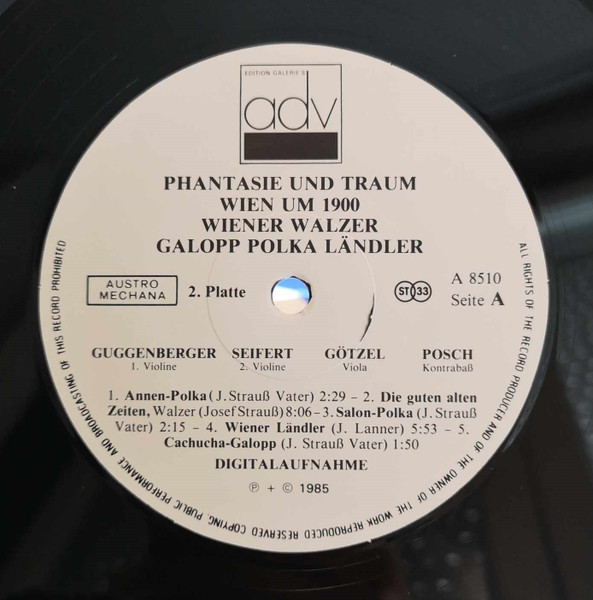 EDITION GALERIE S
adv
PHANTASIE UND TRAUM
WIEN UM 1900
WIENER WALZER
GALOPP POLKA LÄNDLER
AUSTRO
MECHANA
2. Platte
ST 33
A 8510
Seite A
GUGGENBERGER SEIFERT GÖTZEL POSCH
1. Violine 2. Violine Viola Kontrabaß
1. Annen-Polka (J. Strauß Vater) 2:29 - 2. Die guten alten
Zeiten, Walzer (Josef Strauß) 8:06 - 3. Salon-Polka (J. Strauß
Vater) 2:15 - 4. Wiener Ländler (J. Lanner) 5:53 - 5.
Cachucha-Galopp (J. Strauß Vater) 1:50
DIGITALAUFNAHME
℗ + © 1985
ALL RIGHTS OF THE RECORD PRODUCER AND OF THE OWNER OF THE WORK REPRODUCED RESERVED COPYING, PUBLIC PERFORMANCE AND BROADCASTING OF THIS RECORD PROHIBITED